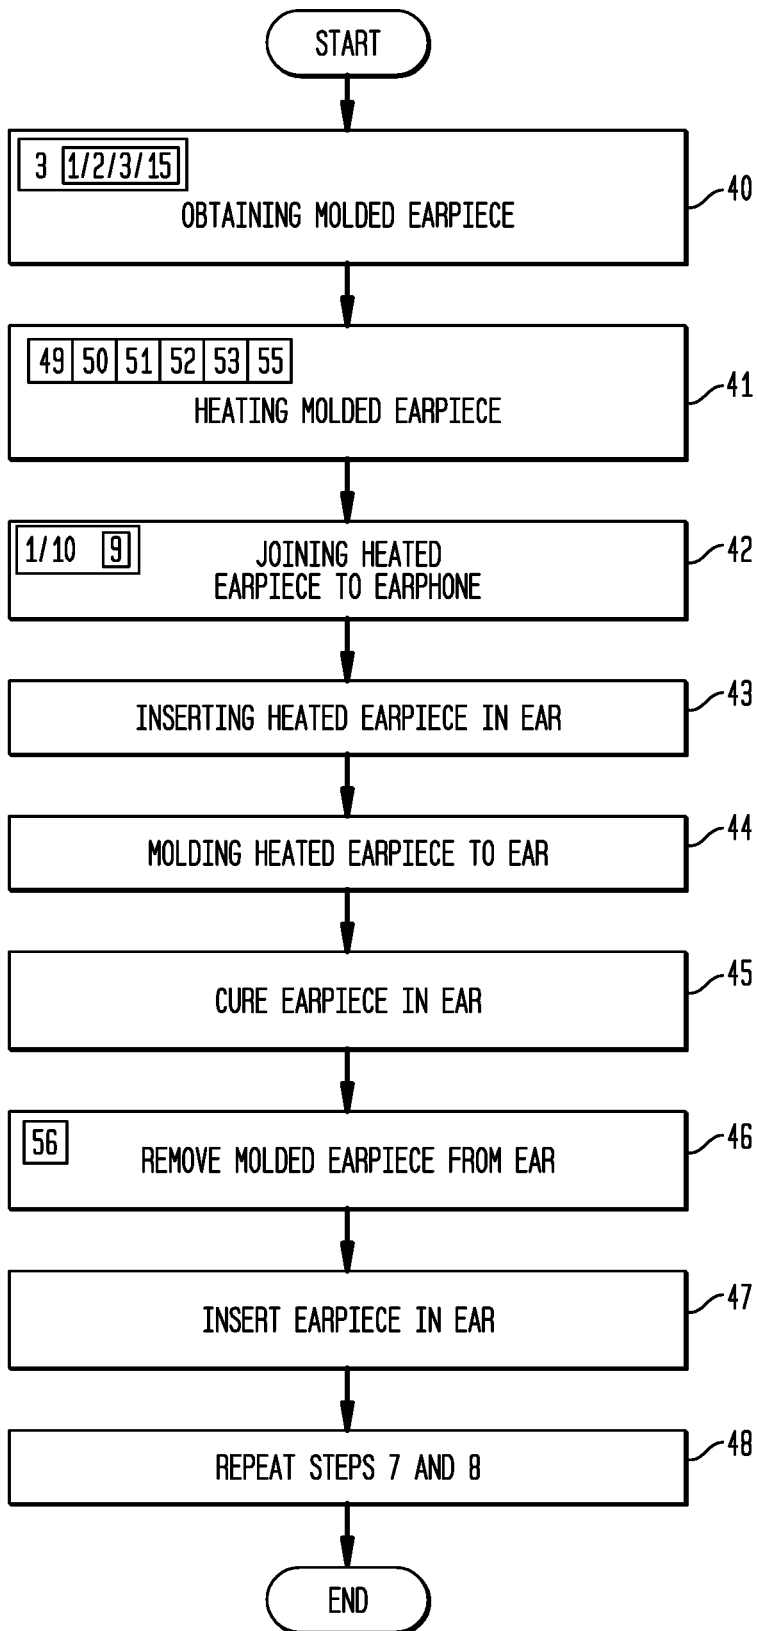 START
3 1/2/3/15
OBTAINING MOLDED EARPIECE
40
49 50 51 52 53 55
HEATING MOLDED EARPIECE
41
1/10 9
JOINING HEATED
EARPIECE TO EARPHONE
42
INSERTING HEATED EARPIECE IN EAR
43
MOLDING HEATED EARPIECE TO EAR
44
CURE EARPIECE IN EAR
45
56
REMOVE MOLDED EARPIECE FROM EAR
46
INSERT EARPIECE IN EAR
47
REPEAT STEPS 7 AND 8
48
END